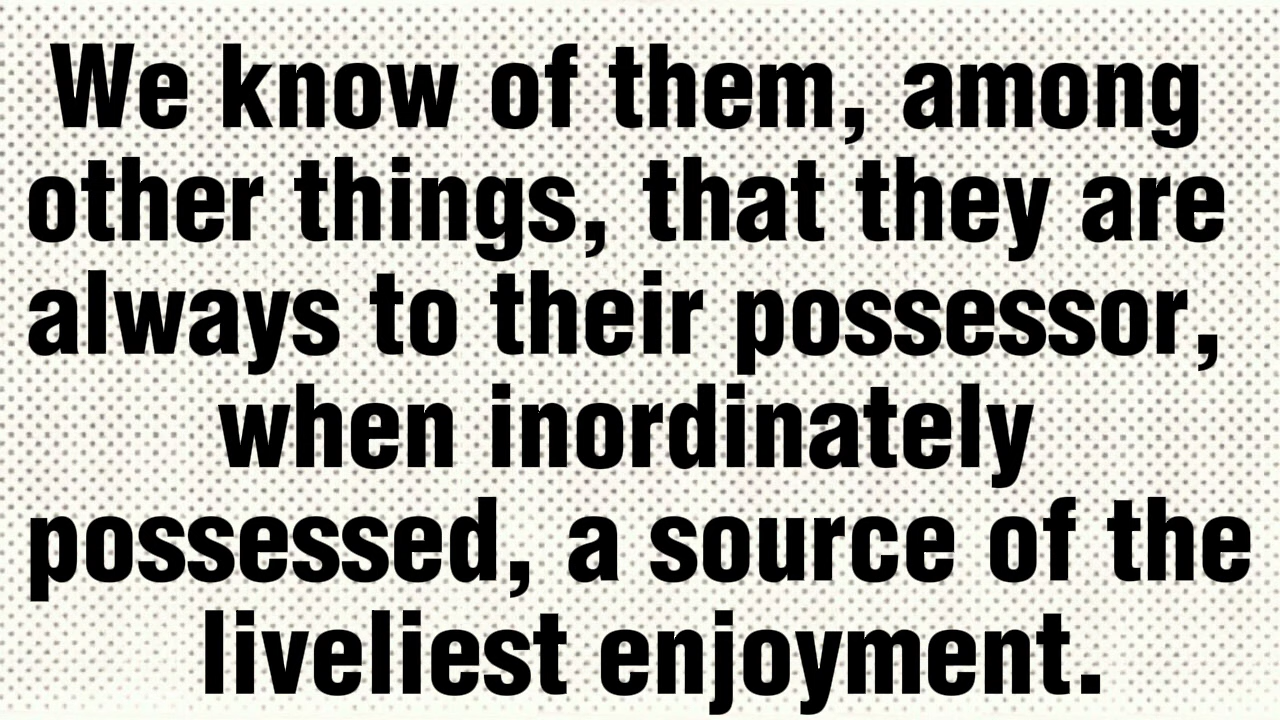 We know of them, among
other things, that they are
always to their possessor,
when inordinately
possessed, a source of the
liveliest enjoyment.